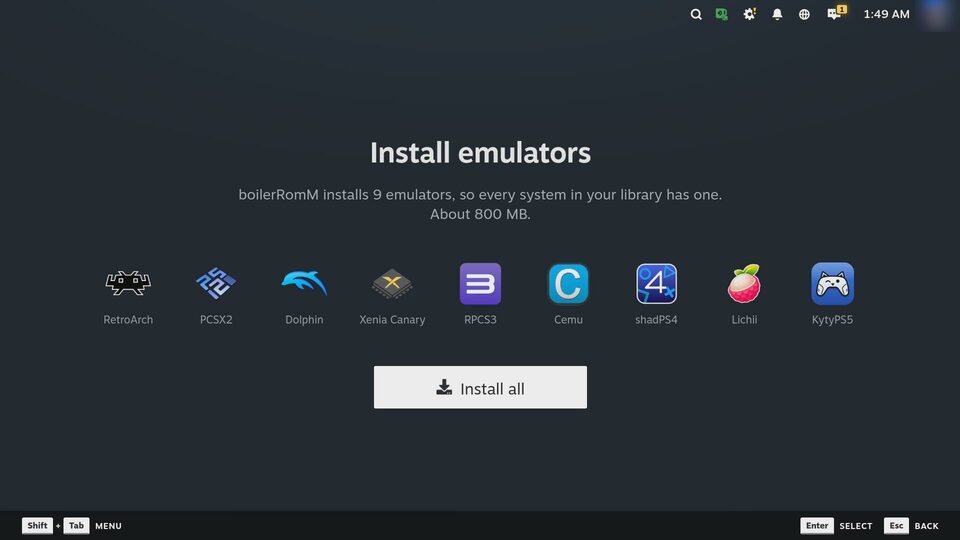 1
1:49 AM
Install emulators
boilerRomM installs 9 emulators, so every system in your library has one.
About 800 MB.
RetroArch
PCSX2
Dolphin
Xenia Canary
RPCS3
Cemu
shadPS4
Lichii
KytyPS5
Install all
Shift + Tab MENU
Enter SELECT Esc BACK